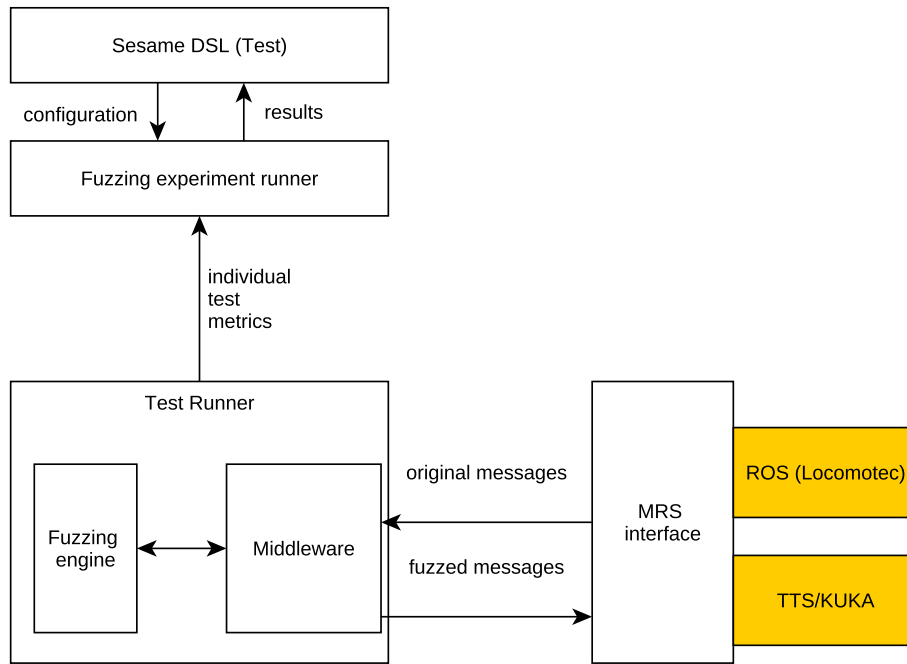 Sesame DSL (Test)
configuration
results
Fuzzing experiment runner
individual
test
metrics
Test Runner
Fuzzing
engine
Middleware
original messages
fuzzed messages
MRS
interface
ROS (Locomotec)
TTS/KUKA